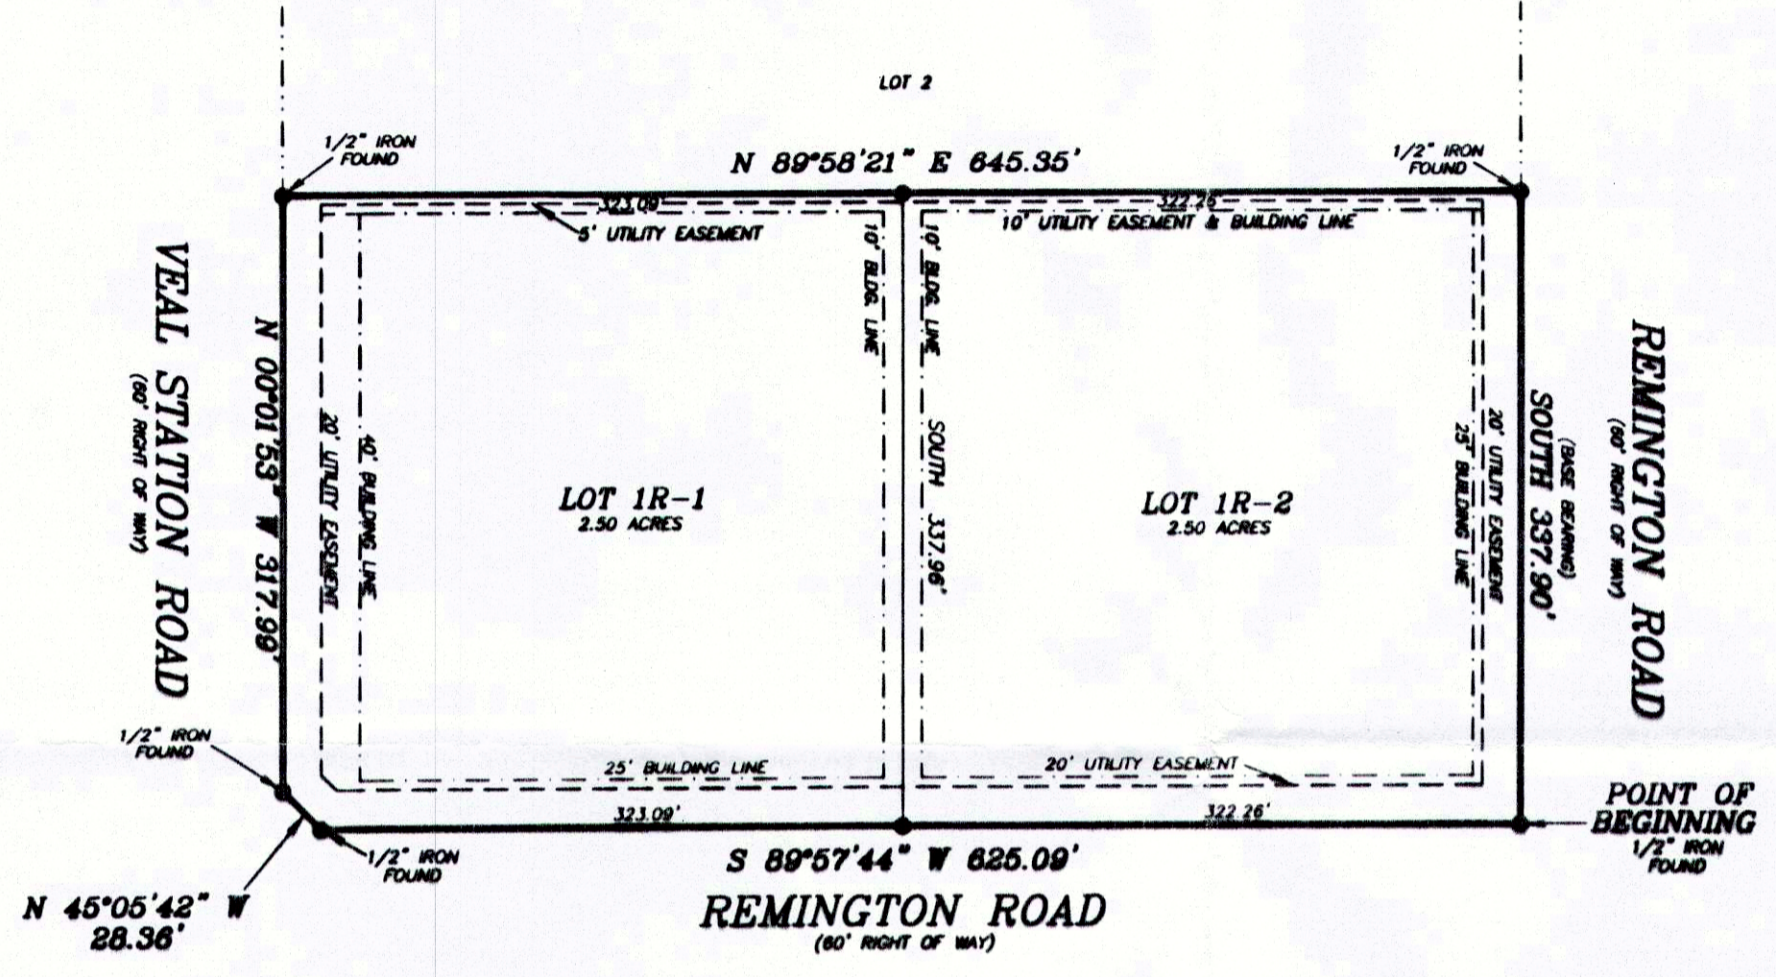 LOT 2
1/2" IRON
FOUND
N 89°58'21" E 645.35'
1/2" IRON
FOUND
323.09'
322.26'
5' UTILITY EASEMENT
10' UTILITY EASEMENT & BUILDING LINE
10' BLDG. LINE
10' BLDG. LINE
VEAL STATION ROAD
(60' RIGHT OF WAY)
N 00°01'53" W 317.99'
20' UTILITY EASEMENT
40' BUILDING LINE
LOT 1R-1
2.50 ACRES
SOUTH 337.96'
LOT 1R-2
2.50 ACRES
25' BUILDING LINE
20' UTILITY EASEMENT
SOUTH 337.90'
(BASE BEARING)
REMINGTON ROAD
(60' RIGHT OF WAY)
1/2" IRON
FOUND
25' BUILDING LINE
20' UTILITY EASEMENT
323.09'
322.26'
POINT OF
BEGINNING
1/2" IRON
FOUND
1/2" IRON
FOUND
S 89°57'44" W 625.09'
N 45°05'42" W
28.36'
REMINGTON ROAD
(60' RIGHT OF WAY)